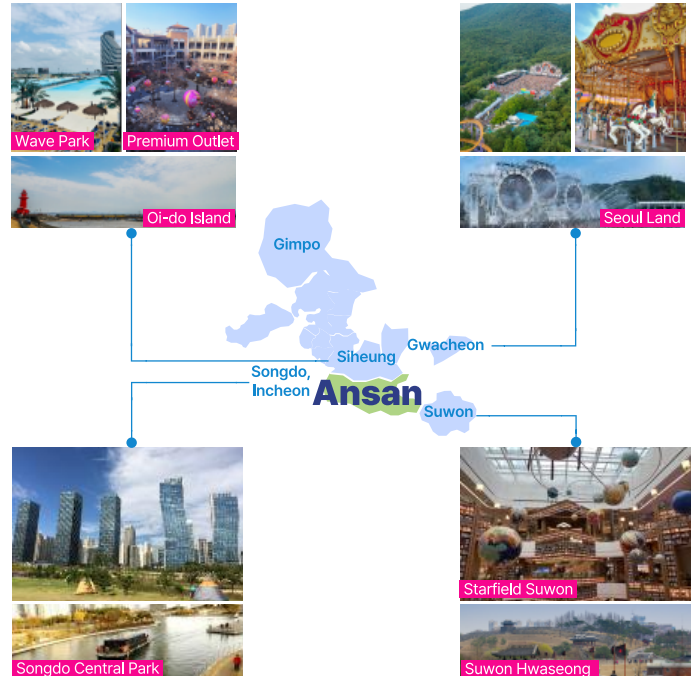 Wave Park
Premium Outlet
Oi-do Island
Seoul Land
Gimpo
Siheung
Gwacheon
Songdo,
Incheon
Ansan
Suwon
Starfield Suwon
Songdo Central Park
Suwon Hwaseong